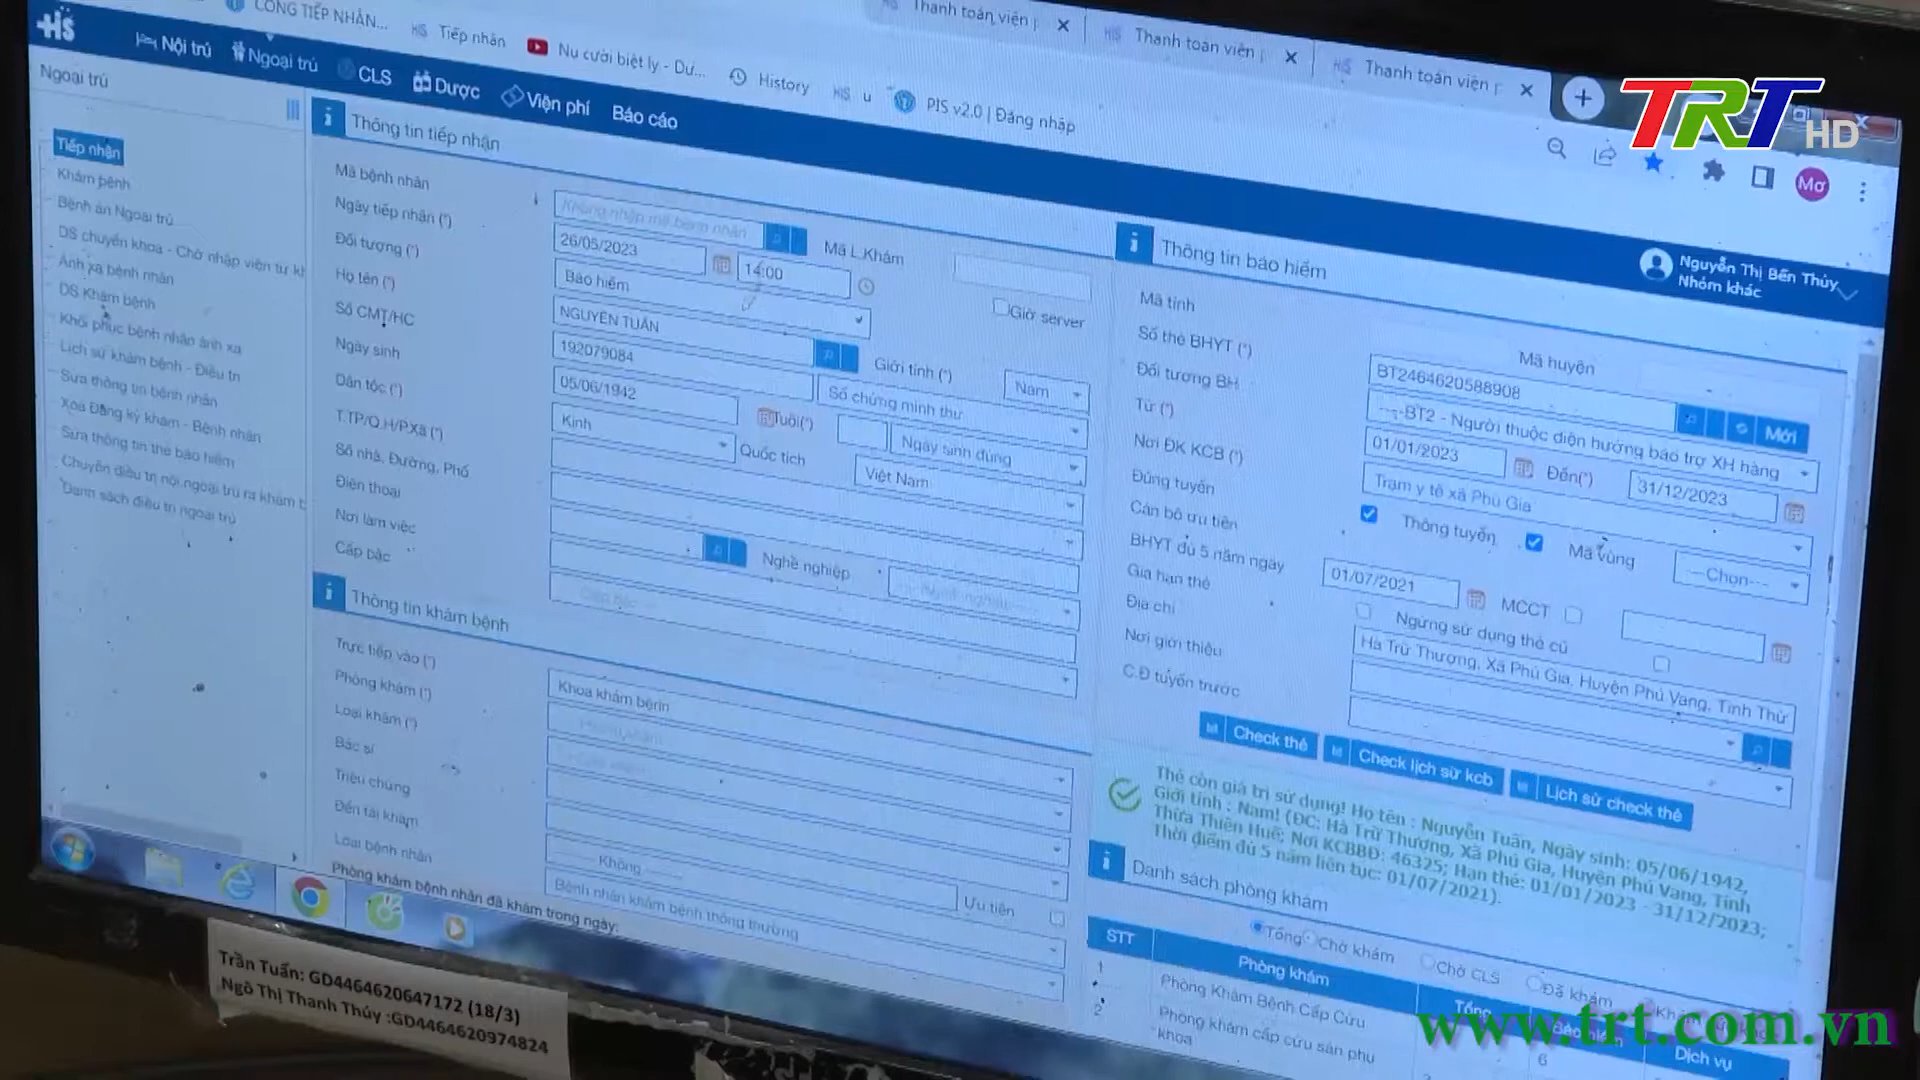 CÔNG TIẾP NHẬN...
Tiếp nhận
Nụ cười biệt ly - Dư...
History
u
PIS v2.0 | Đăng nhập
Thanh toán viện p
Thanh toán viện p
Thanh toán viện p
TRT HD
Mơ
HiS
Nội trú
Ngoại trú
CLS
Dược
Viện phí
Báo cáo
Nguyễn Thị Bến Thủy
Nhóm khác
Ngoại trú
Tiếp nhận
Khám bệnh
Bệnh án Ngoại trú
DS chuyển khoa - Chờ nhập viện từ kh
Ánh xạ bệnh nhân
DS Khám bệnh
Khôi phục bệnh nhân ánh xạ
Lịch sử khám bệnh - Điều trị
Sửa thông tin bệnh nhân
Xóa Đăng ký khám - Bệnh nhân
Sửa thông tin thẻ bảo hiểm
Chuyển điều trị nội ngoại trú ra khám b
Danh sách điều trị ngoại trú
Thông tin tiếp nhận
Mã bệnh nhân
Không nhập mã bệnh nhân
Mã L.Khám
Ngày tiếp nhận (*)
26/05/2023
14:00
Giờ server
Đối tượng (*)
Bảo hiểm
Họ tên (*)
NGUYỄN TUẤN
Giới tính (*)
Nam
Số CMT/HC
192079084
Số chứng minh thư
Ngày sinh
05/06/1942
Tuổi(*)
Ngày sinh đúng
Dân tộc (*)
Kinh
Quốc tịch
Việt Nam
T.TP/Q.H/P.Xã (*)
Số nhà, Đường, Phố
Điện thoại
Nghề nghiệp
Nơi làm việc
Cấp bậc
Cấp bậc
Thông tin khám bệnh
Trực tiếp vào (*)
Khoa khám bệnh
Phòng khám (*)
Loại khám (*)
Bác sĩ
Triệu chứng
Đến tái khám
Không
Ưu tiên
Loại bệnh nhân
Bệnh nhân khám bệnh thông thường
Phòng khám bệnh nhân đã khám trong ngày:
Thông tin bảo hiểm
Mã tỉnh
Mã huyện
Số thẻ BHYT (*)
BT2464620588908
Mới
Đối tượng BH
BT2 - Người thuộc diện hưởng bảo trợ XH hàng
Từ (*)
01/01/2023
Đến(*)
31/12/2023
Nơi ĐK KCB (*)
Trạm y tế xã Phú Gia
Đúng tuyến
Thông tuyến
Mã vùng
---Chọn---
Cán bộ ưu tiên
BHYT đủ 5 năm ngày
01/07/2021
MCCT
Gia hạn thẻ
Ngưng sử dụng thẻ cũ
Địa chỉ
Hà Trữ Thượng, Xã Phú Gia, Huyện Phú Vang, Tỉnh Thừ
Nơi giới thiệu
C.Đ tuyến trước
Check thẻ
Check lịch sử kcb
Lịch sử check thẻ
Thẻ còn giá trị sử dụng! Họ tên : Nguyễn Tuấn, Ngày sinh: 05/06/1942,
Giới tính : Nam! (ĐC: Hà Trữ Thượng, Xã Phú Gia, Huyện Phú Vang, Tỉnh
Thừa Thiên Huế; Nơi KCBBĐ: 46325; Hạn thẻ: 01/01/2023 - 31/12/2023;
Thời điểm đủ 5 năm liên tục: 01/07/2021).
Danh sách phòng khám
Tổng
Chờ khám
Chờ CLS
Đã khám
STT
Phòng khám
Tổng
Bảo hiểm
Dịch vụ
1
Phòng Khám Bệnh Cấp Cứu
2
Phòng khám cấp cứu sản phụ
khoa
6
www.trt.com.vn
Trần Tuấn: GD4464620647172 (18/3)
Ngô Thị Thanh Thúy :GD4464620974824